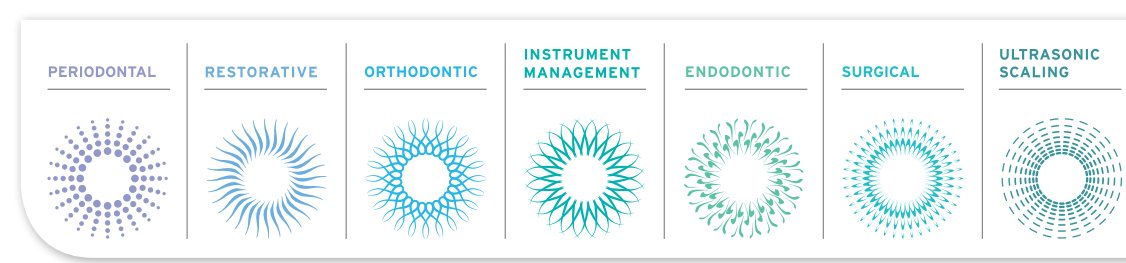 PERIODONTAL
RESTORATIVE
ORTHODONTIC
INSTRUMENT
MANAGEMENT
ENDODONTIC
SURGICAL
ULTRASONIC
SCALING